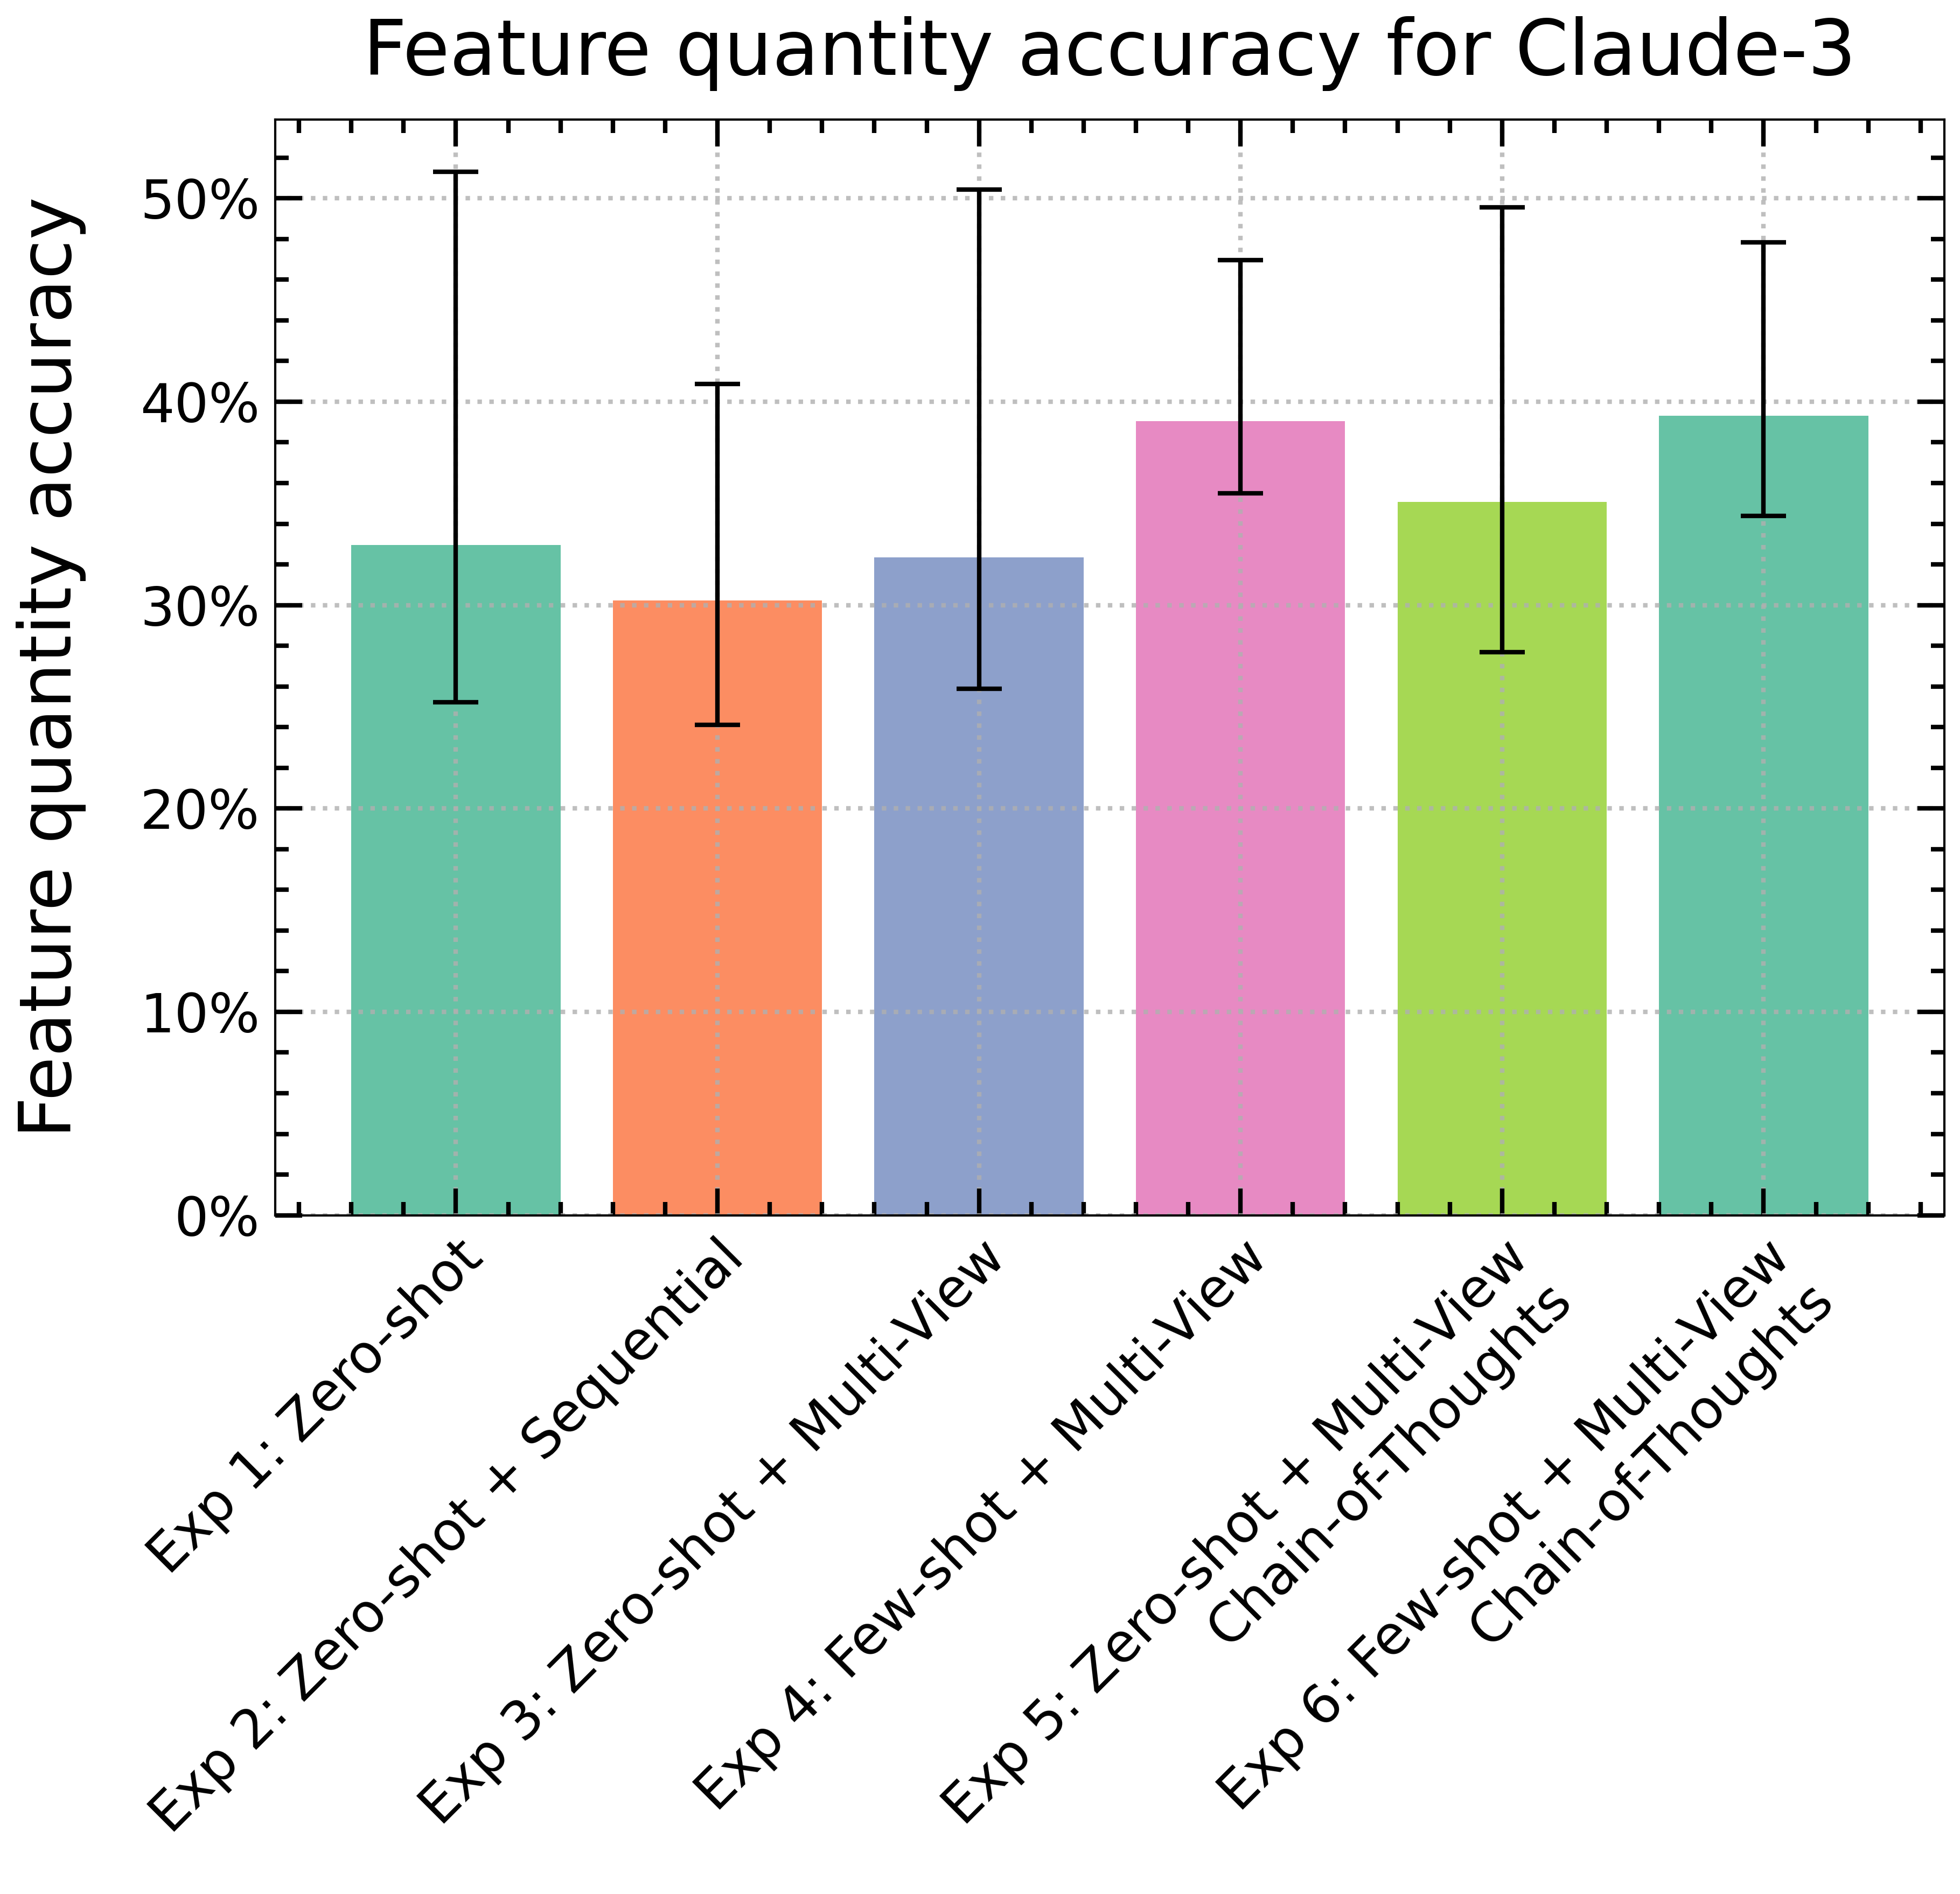 Feature quantity accuracy for Claude-3
Feature quantity accuracy
50%
40%
30%
20%
10%
0%
Exp 1: Zero-shot
Exp 2: Zero-shot + Sequential
Exp 3: Zero-shot + Multi-View
Exp 4: Few-shot + Multi-View
Exp 5: Zero-shot + Multi-View
Chain-of-Thoughts
Exp 6: Few-shot + Multi-View
Chain-of-Thoughts